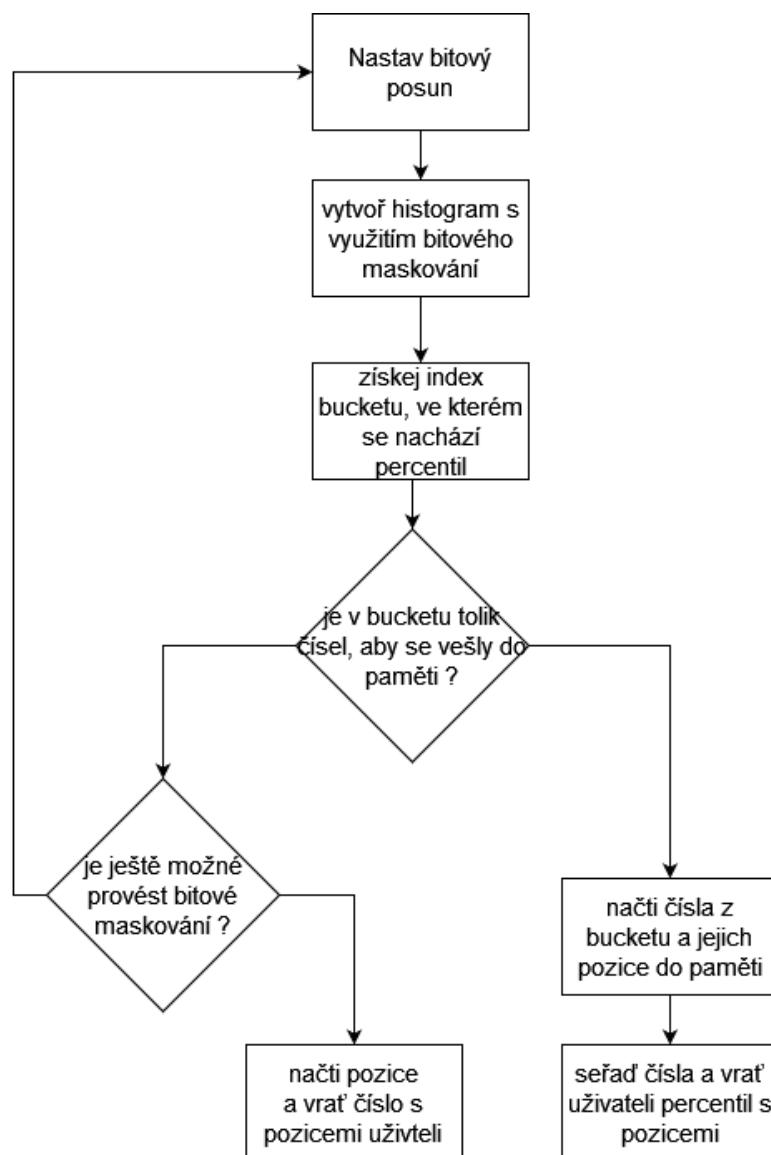 Nastav bitový
posun
vytvoř histogram s
využitím bitového
maskování
získej index
bucketu, ve kterém
se nachází
percentil
je v bucketu tolik
čísel, aby se vešly do
paměti ?
je ještě možné
provést bitové
maskování ?
načti čísla z
bucketu a jejich
pozice do paměti
načti pozice
a vrať číslo s
pozicemi uživteli
seřaď čísla a vrať
uživateli percentil s
pozicemi